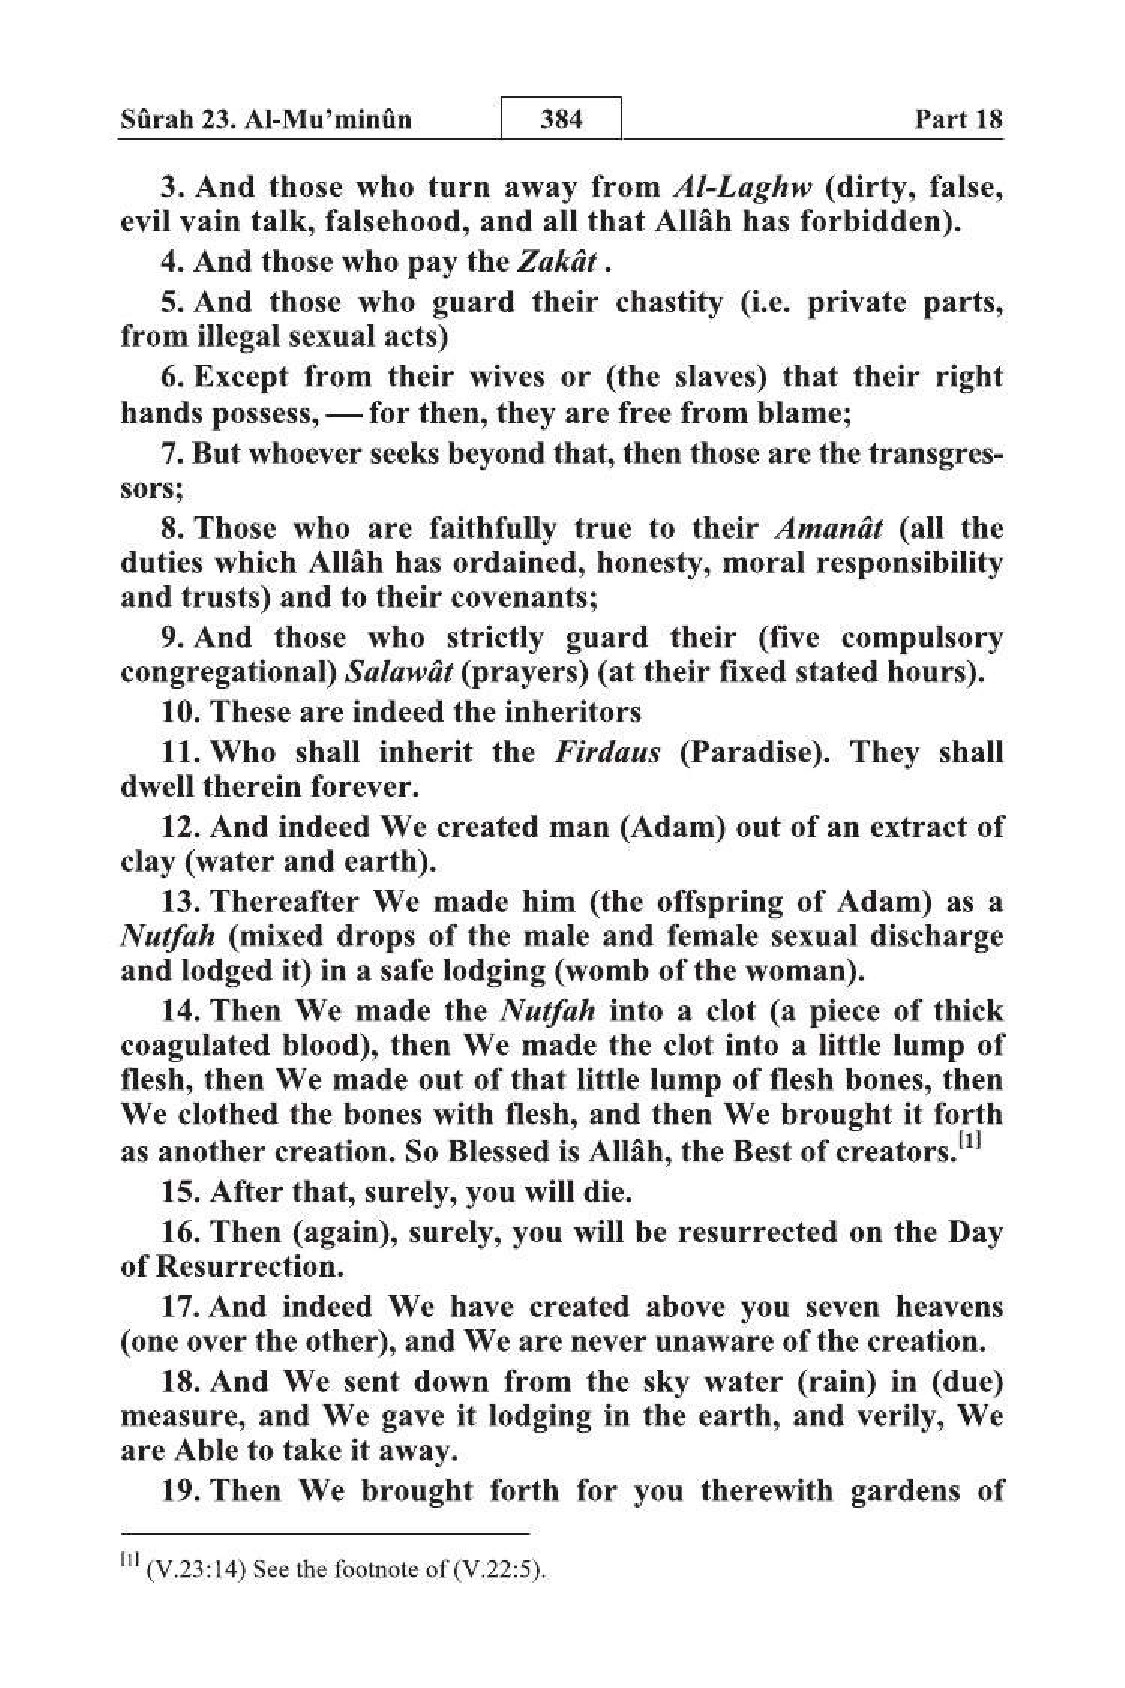 Sûrah 23. Al-Mu’minûn 384 Part 18
3. And those who turn away from Al-Laghw (dirty, false,
evil vain talk, falsehood, and all that Allâh has forbidden).
4. And those who pay the Zakât .
5. And those who guard their chastity (i.e. private parts,
from illegal sexual acts)
6. Except from their wives or (the slaves) that their right
hands possess, — for then, they are free from blame;
7. But whoever seeks beyond that, then those are the transgres-
sors;
8. Those who are faithfully true to their Amanât (all the
duties which Allâh has ordained, honesty, moral responsibility
and trusts) and to their covenants;
9. And those who strictly guard their (five compulsory
congregational) Salawât (prayers) (at their fixed stated hours).
10. These are indeed the inheritors
11. Who shall inherit the Firdaus (Paradise). They shall
dwell therein forever.
12. And indeed We created man (Adam) out of an extract of
clay (water and earth).
13. Thereafter We made him (the offspring of Adam) as a
Nutfah (mixed drops of the male and female sexual discharge
and lodged it) in a safe lodging (womb of the woman).
14. Then We made the Nutfah into a clot (a piece of thick
coagulated blood), then We made the clot into a little lump of
flesh, then We made out of that little lump of flesh bones, then
We clothed the bones with flesh, and then We brought it forth
as another creation. So Blessed is Allâh, the Best of creators.[1]
15. After that, surely, you will die.
16. Then (again), surely, you will be resurrected on the Day
of Resurrection.
17. And indeed We have created above you seven heavens
(one over the other), and We are never unaware of the creation.
18. And We sent down from the sky water (rain) in (due)
measure, and We gave it lodging in the earth, and verily, We
are Able to take it away.
19. Then We brought forth for you therewith gardens of
[1] (V.23:14) See the footnote of (V.22:5).